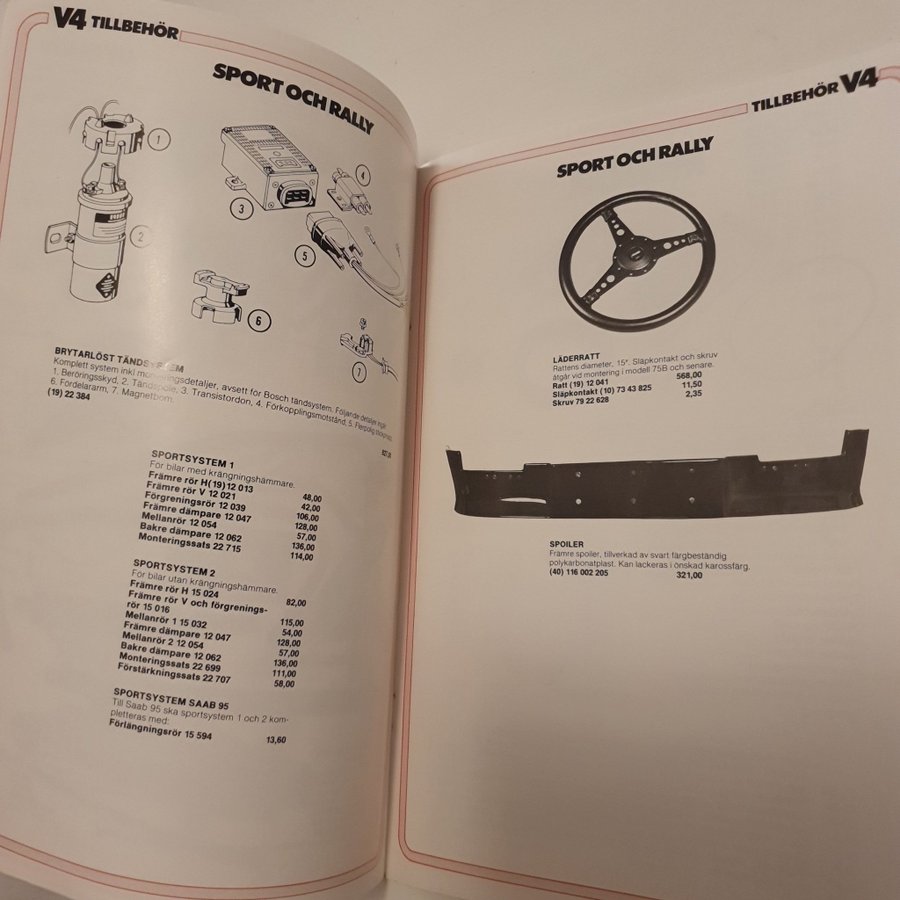 V4 TILLBEHÖR
SPORT OCH RALLY
1
2
3
4
5
6
7
BRYTARLÖST TÄNDSYSTEM
Komplett system inkl monteringsdetaljer, avsett för Bosch tändsystem. Följande detaljer ingår:
1. Beröringsskyd, 2. Tändspole, 3. Transistordon, 4. Förkopplingsmotstånd, 5. Flerpolig
6. Fördelararm, 7. Magnetbom.
(19) 22 384
SPORTSYSTEM 1
För bilar med krängningshämmare.
Främre rör H(19)12 013 48,00
Främre rör V 12 021 42,00
Förgreningsrör 12 039 106,00
Främre dämpare 12 047 128,00
Mellanrör 12 054 57,00
Bakre dämpare 12 062 136,00
Monteringssats 22 715 114,00
SPORTSYSTEM 2
För bilar utan krängningshämmare.
Främre rör H 15 024 82,00
Främre rör V och förgrenings-
rör 15 016 115,00
Mellanrör 1 15 032 54,00
Främre dämpare 12 047 128,00
Mellanrör 2 12 054 57,00
Bakre dämpare 12 062 136,00
Monteringssats 22 699 111,00
Förstärkningssats 22 707 58,00
SPORTSYSTEM SAAB 95
Till Saab 95 ska sportsystem 1 och 2 kom-
pletteras med:
Förlängningsrör 15 594 13,60
TILLBEHÖR V4
SPORT OCH RALLY
LÄDERRATT
Rattens diameter, 15". Släpkontakt och skruv
åtgår vid montering i modell 75B och senare.
Ratt (19) 12 041 568,00
Släpkontakt (10) 73 43 825 11,50
Skruv 79 22 628 2,35
SPOILER
Främre spoiler, tillverkad av svart färgbeständig
polykarbonatplast. Kan lackeras i önskad karossfärg.
(40) 116 002 205 321,00